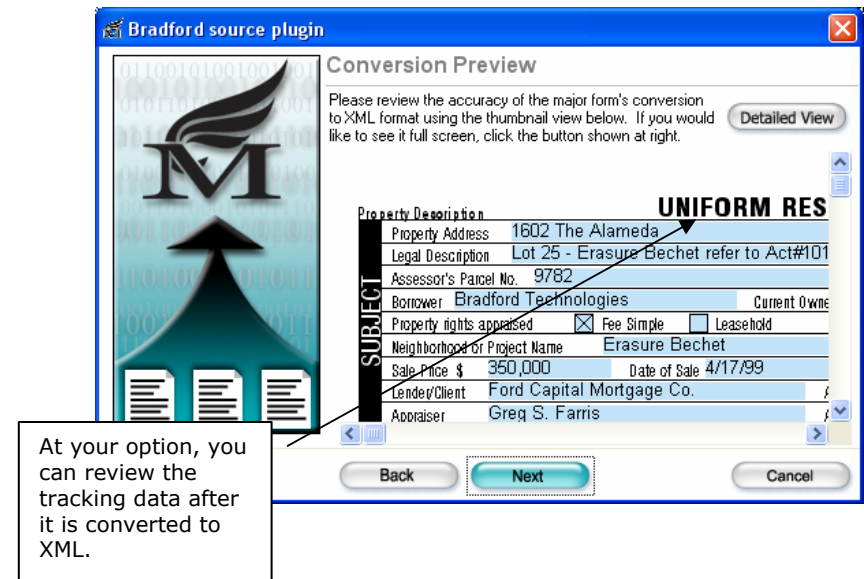 Bradford source plugin
Conversion Preview
Please review the accuracy of the major form's conversion
to XML format using the thumbnail view below. If you would
like to see it full screen, click the button shown at right.
Detailed View
Property Description UNIFORM RES
Property Address 1602 The Alameda
Legal Description Lot 25 - Erasure Bechet refer to Act#101
Assessor's Parcel No. 9782
Borrower Bradford Technologies Current Owne
Property rights appraised Fee Simple Leasehold
Neighborhood or Project Name Erasure Bechet
Sale Price $ 350,000 Date of Sale 4/17/99
Lender/Client Ford Capital Mortgage Co.
Appraiser Greg S. Farris
SUBJECT
M
Back Next Cancel
At your option, you
can review the
tracking data after
it is converted to
XML.